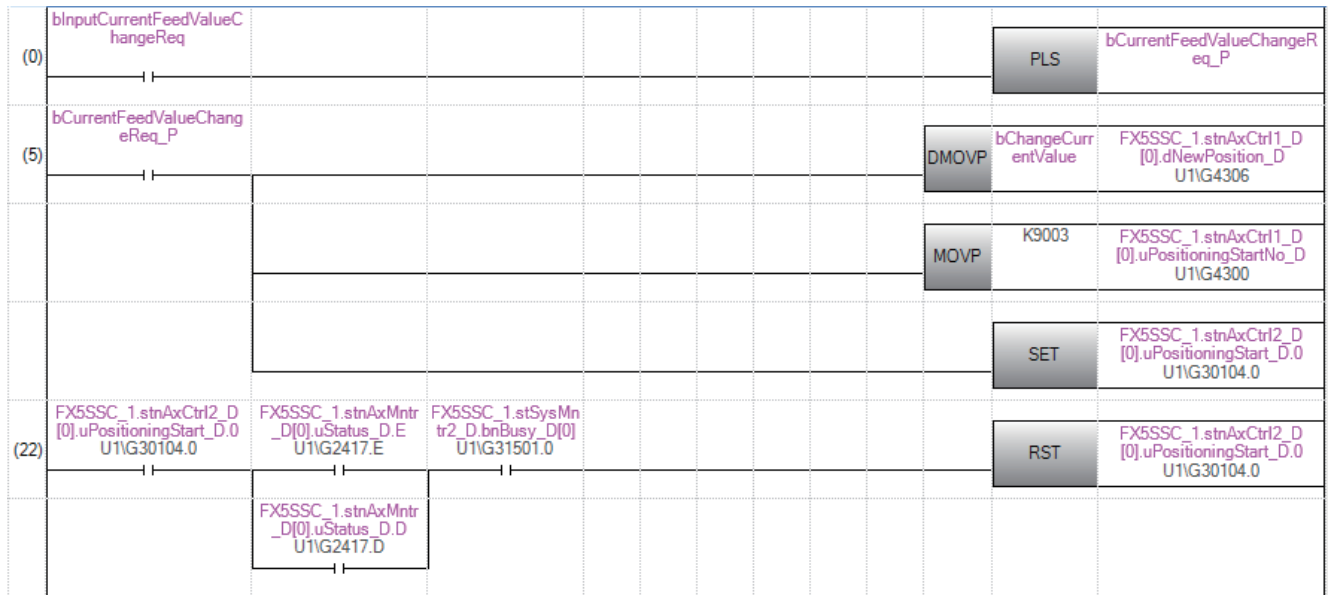 bInputCurrentFeedValueC
hangeReq
(0)
PLS
bCurrentFeedValueChangeR
eq_P
bCurrentFeedValueChang
eReq_P
(5)
DMOVP
bChangeCurr
entValue
FX5SSC_1.stnAxCtrl1_D
[0].dNewPosition_D
U1\G4306
MOVP
K9003
FX5SSC_1.stnAxCtrl1_D
[0].uPositioningStartNo_D
U1\G4300
SET
FX5SSC_1.stnAxCtrl2_D
[0].uPositioningStart_D.0
U1\G30104.0
(22)
FX5SSC_1.stnAxCtrl2_D
[0].uPositioningStart_D.0
U1\G30104.0
FX5SSC_1.stnAxMntr
_D[0].uStatus_D.E
U1\G2417.E
FX5SSC_1.stSysMn
tr2_D.bnBusy_D[0]
U1\G31501.0
RST
FX5SSC_1.stnAxCtrl2_D
[0].uPositioningStart_D.0
U1\G30104.0
FX5SSC_1.stnAxMntr
_D[0].uStatus_D.D
U1\G2417.D